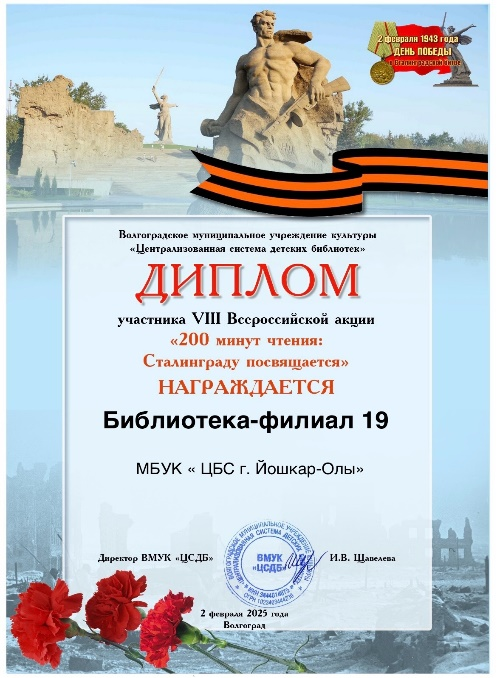 2 февраля 1943 года
ДЕНЬ ПОБЕДЫ
в Сталинградской битве
Волгоградское муниципальное учреждение культуры
«Централизованная система детских библиотек»
ДИПЛОМ
участника VIII Всероссийской акции
«200 минут чтения:
Сталинграду посвящается»
НАГРАЖДАЕТСЯ
Библиотека-филиал 19
МБУК « ЦБС г. Йошкар-Олы»
Директор ВМУК «ЦСДБ»
ВМУК
«ЦСДБ»
И.В. Щавелева
2 февраля 2025 года
Волгоград